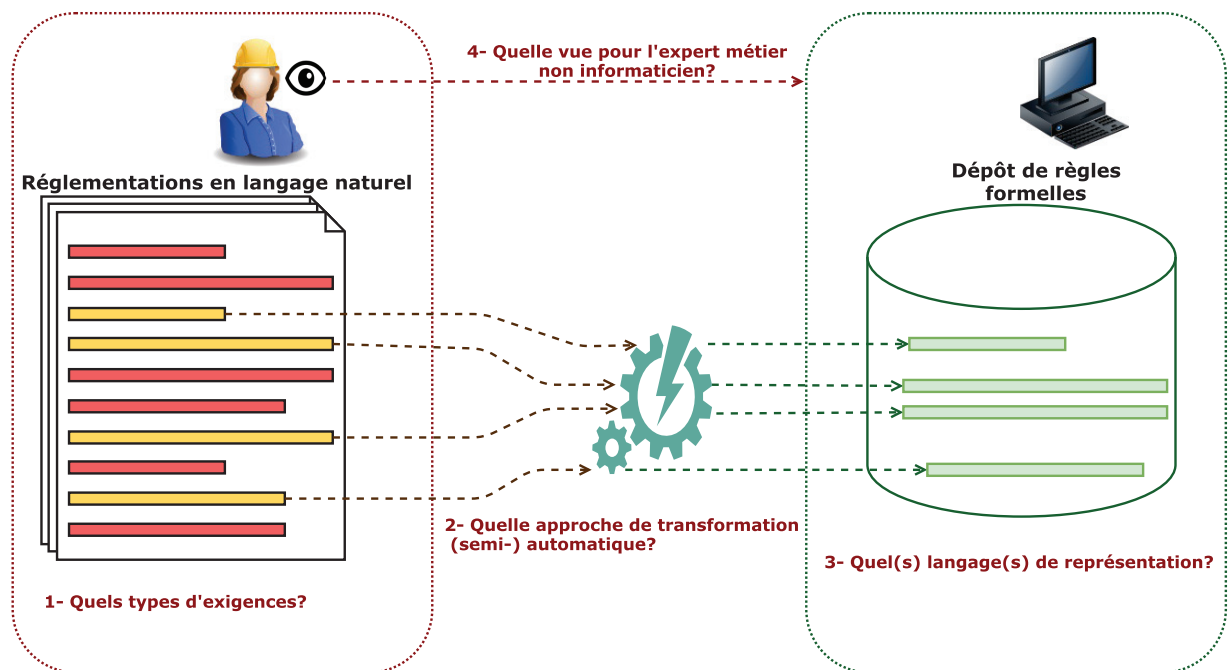 4- Quelle vue pour l'expert métier
non informaticien?
Réglementations en langage naturel
Dépôt de règles
formelles
2- Quelle approche de transformation
(semi-) automatique?
3- Quel(s) langage(s) de représentation?
1- Quels types d'exigences?